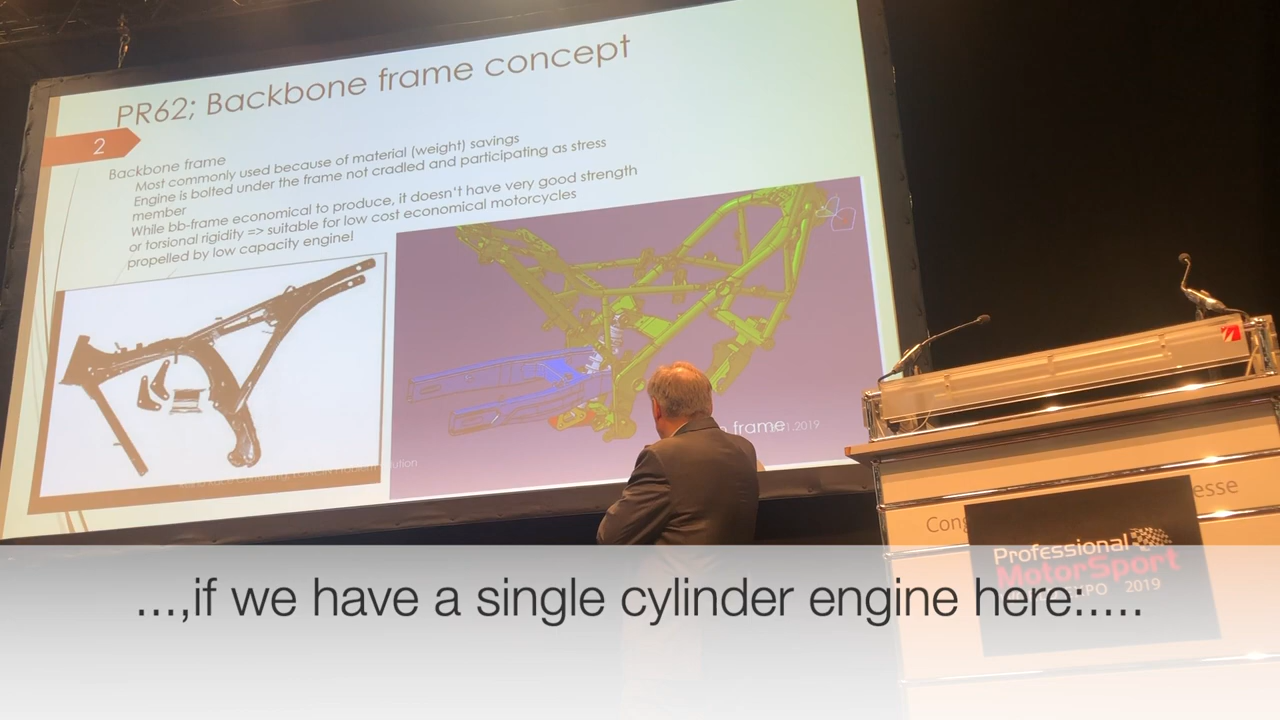 PR62; Backbone frame concept
2
Backbone frame
Most commonly used because of material (weight) savings
Engine is bolted under the frame not cradled and participating as stress
member
While bb-frame economical to produce, it doesn't have very good strength
or torsional rigidity => suitable for low cost economical motorcycles
propelled by low capacity engine!
frame
2019
Cong
esse
Professional
MotorSport
EXPO 2019
...,if we have a single cylinder engine here:.....